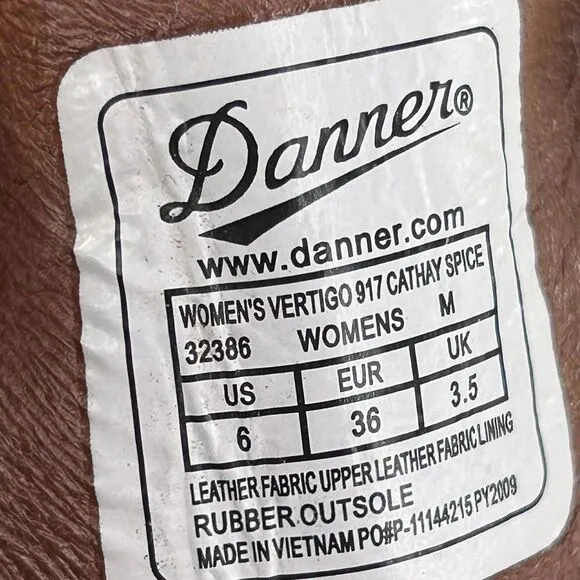 Danner®
www.danner.com
WOMEN'S VERTIGO 917 CATHAY SPICE
32386 WOMENS M
US EUR UK
6 36 3.5
LEATHER FABRIC UPPER LEATHER FABRIC LINING
RUBBER OUTSOLE
MADE IN VIETNAM PO#P-11144215 PY2009